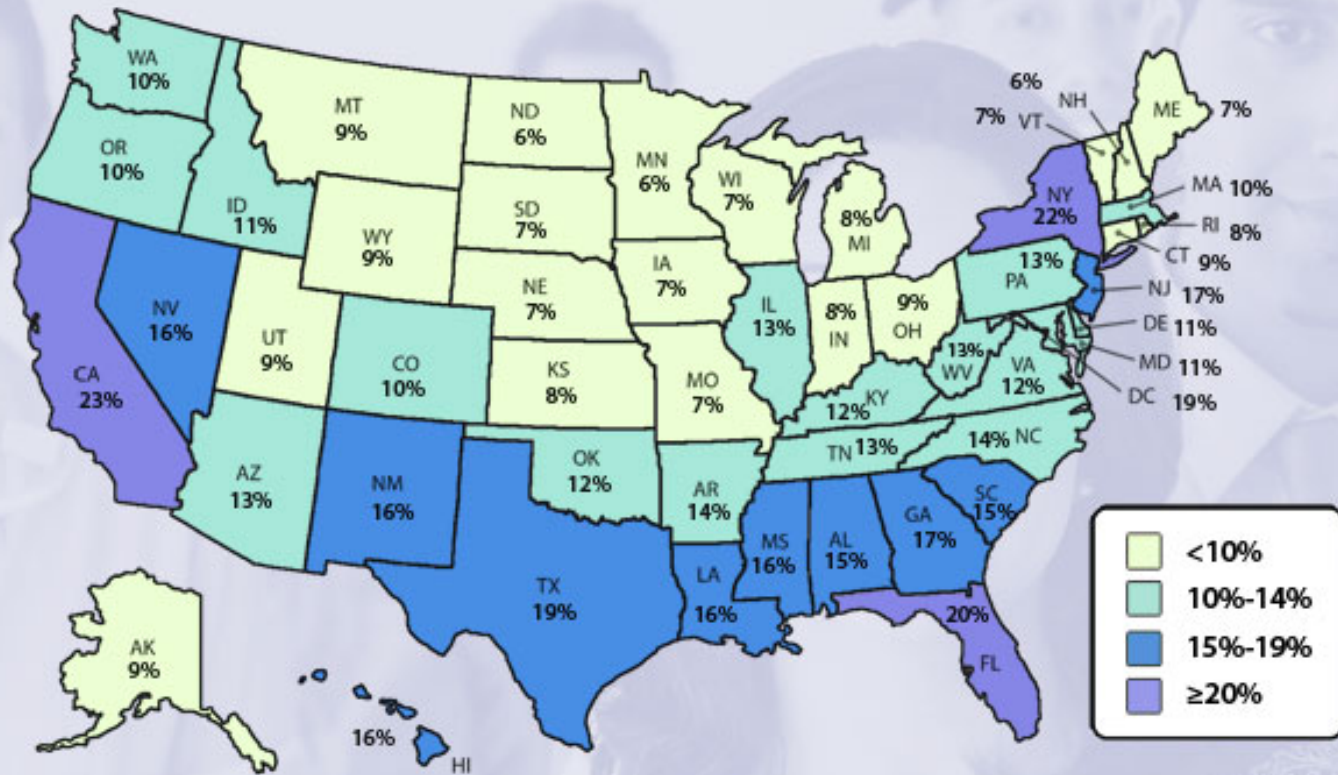 WA
10%
OR
10%
ID
11%
MT
9%
WY
9%
ND
6%
SD
7%
NE
7%
KS
8%
MN
6%
IA
7%
MO
7%
WI
7%
8%
MI
IL
13%
8%
IN
9%
OH
CA
23%
NV
16%
UT
9%
CO
10%
AZ
13%
NM
16%
TX
19%
OK
12%
AR
14%
LA
16%
MS
16%
AL
15%
GA
17%
SC
15%
20%
FL
14% NC
TN 13%
12% KY
13%
WV
VA
12%
13%
PA
NY
22%
6%
NH
7%
VT
ME
7%
MA 10%
RI 8%
CT 9%
NJ 17%
DE 11%
MD 11%
DC 19%
AK
9%
16%
HI
<10%
10%-14%
15%-19%
≥20%